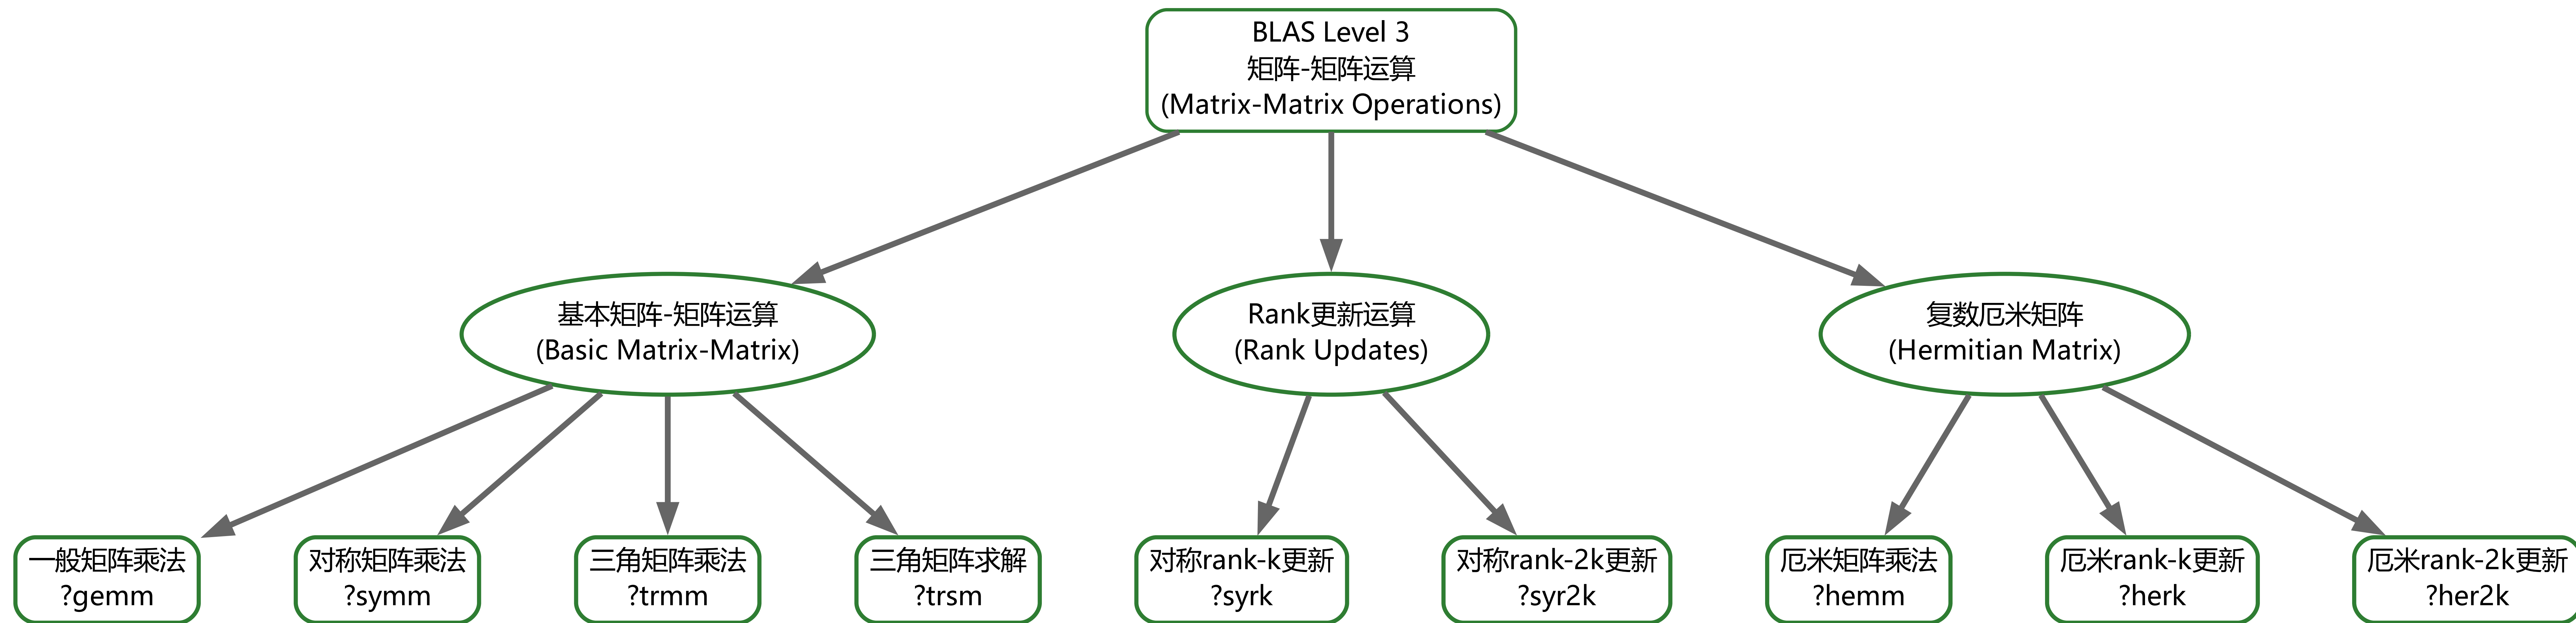 BLAS Level 3
矩阵-矩阵运算
(Matrix-Matrix Operations)
基本矩阵-矩阵运算
(Basic Matrix-Matrix)
Rank更新运算
(Rank Updates)
复数厄米矩阵
(Hermitian Matrix)
一般矩阵乘法
?gemm
对称矩阵乘法
?symm
三角矩阵乘法
?trmm
三角矩阵求解
?trsm
对称rank-k更新
?syrk
对称rank-2k更新
?syr2k
厄米矩阵乘法
?hemm
厄米rank-k更新
?herk
厄米rank-2k更新
?her2k